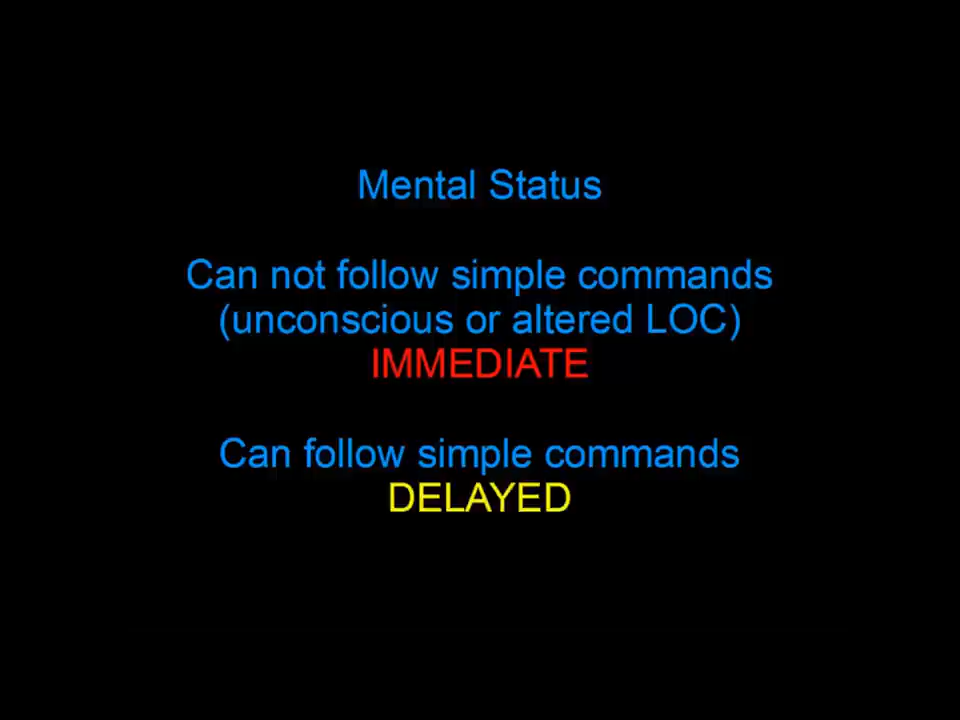 Mental Status
Can not follow simple commands
(unconscious or altered LOC)
IMMEDIATE
Can follow simple commands
DELAYED